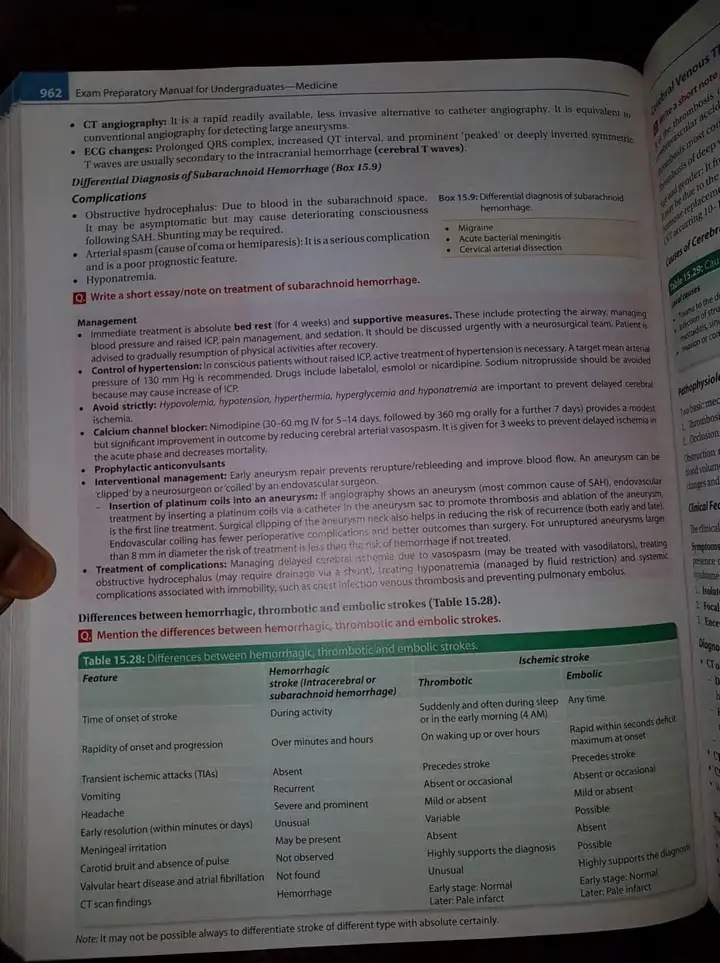 962 Exam Preparatory Manual for Undergraduates—Medicine
• CT angiography: It is a rapid readily available, less invasive alternative to catheter angiography. It is equivalent to
conventional angiography for detecting large aneurysms.
• ECG changes: Prolonged QRS complex, increased QT interval, and prominent 'peaked' or deeply inverted symmetric
T waves are usually secondary to the intracranial hemorrhage (cerebral T waves).
Differential Diagnosis of Subarachnoid Hemorrhage (Box 15.9)
Complications
• Obstructive hydrocephalus: Due to blood in the subarachnoid space.
It may be asymptomatic but may cause deteriorating consciousness
following SAH. Shunting may be required.
• Arterial spasm (cause of coma or hemiparesis): It is a serious complication
and is a poor prognostic feature.
• Hyponatremia.
Box 15.9: Differential diagnosis of subarachnoid
hemorrhage.
• Migraine
• Acute bacterial meningitis
• Cervical arterial dissection
Q. Write a short essay/note on treatment of subarachnoid hemorrhage.
Management
• Immediate treatment is absolute bed rest (for 4 weeks) and supportive measures. These include protecting the airway, managing
blood pressure and raised ICP, pain management, and sedation. It should be discussed urgently with a neurosurgical team. Patient is
advised to gradually resumption of physical activities after recovery.
• Control of hypertension: In conscious patients without raised ICP, active treatment of hypertension is necessary. A target mean arterial
pressure of 130 mm Hg is recommended. Drugs include labetalol, esmolol or nicardipine. Sodium nitroprusside should be avoided
because may cause increase of ICP.
• Avoid strictly: Hypovolemia, hypotension, hyperthermia, hyperglycemia and hyponatremia are important to prevent delayed cerebral
ischemia.
• Calcium channel blocker: Nimodipine (30–60 mg IV for 5–14 days, followed by 360 mg orally for a further 7 days) provides a modest
but significant improvement in outcome by reducing cerebral arterial vasospasm. It is given for 3 weeks to prevent delayed ischemia in
the acute phase and decreases mortality.
• Prophylactic anticonvulsants
• Interventional management: Early aneurysm repair prevents rerupture/rebleeding and improve blood flow. An aneurysm can be
'clipped' by a neurosurgeon or 'coiled' by an endovascular surgeon.
– Insertion of platinum coils into an aneurysm: If angiography shows an aneurysm (most common cause of SAH), endovascular
treatment by inserting a platinum coils via a catheter in the aneurysm sac to promote thrombosis and ablation of the aneurysm,
is the first line treatment. Surgical clipping of the aneurysm neck also helps in reducing the risk of recurrence (both early and late).
Endovascular coiling has fewer perioperative complications and better outcomes than surgery. For unruptured aneurysms larger
than 8 mm in diameter the risk of treatment is less than the risk of hemorrhage if not treated.
• Treatment of complications: Managing delayed cerebral ischemia due to vasospasm (may be treated with vasodilators), treating
obstructive hydrocephalus (may require drainage via a shunt), treating hyponatremia (managed by fluid restriction) and systemic
complications associated with immobility, such as chest infection venous thrombosis and preventing pulmonary embolus.
Differences between hemorrhagic, thrombotic and embolic strokes (Table 15.28).
Q. Mention the differences between hemorrhagic, thrombotic and embolic strokes.
Table 15.28: Differences between hemorrhagic, thrombotic and embolic strokes.
Feature Hemorrhagic stroke (Intracerebral or subarachnoid hemorrhage) Ischemic stroke
Thrombotic Embolic
Time of onset of stroke During activity Suddenly and often during sleep or in the early morning (4 AM) Any time
Rapidity of onset and progression Over minutes and hours On waking up or over hours Rapid within seconds deficit maximum at onset
Transient ischemic attacks (TIAs) Absent Precedes stroke Precedes stroke
Vomiting Recurrent Absent or occasional Absent or occasional
Headache Severe and prominent Mild or absent Mild or absent
Early resolution (within minutes or days) Unusual Variable Possible
Meningeal irritation May be present Absent Absent
Carotid bruit and absence of pulse Not observed Highly supports the diagnosis Possible
Valvular heart disease and atrial fibrillation Not found Unusual Highly supports the diagnosis
CT scan findings Hemorrhage Early stage: Normal Later: Pale infarct Early stage: Normal Later: Pale infarct
Note: It may not be possible always to differentiate stroke of different type with absolute certainly.
Cerebral Venous
Q. Write a short note
Causes of Cerebr
Table 15.29: Cau
Clinical Fea
The clinical
Symptoms
presence
1. Isolat
2. Focal
3. Ence
Diagno